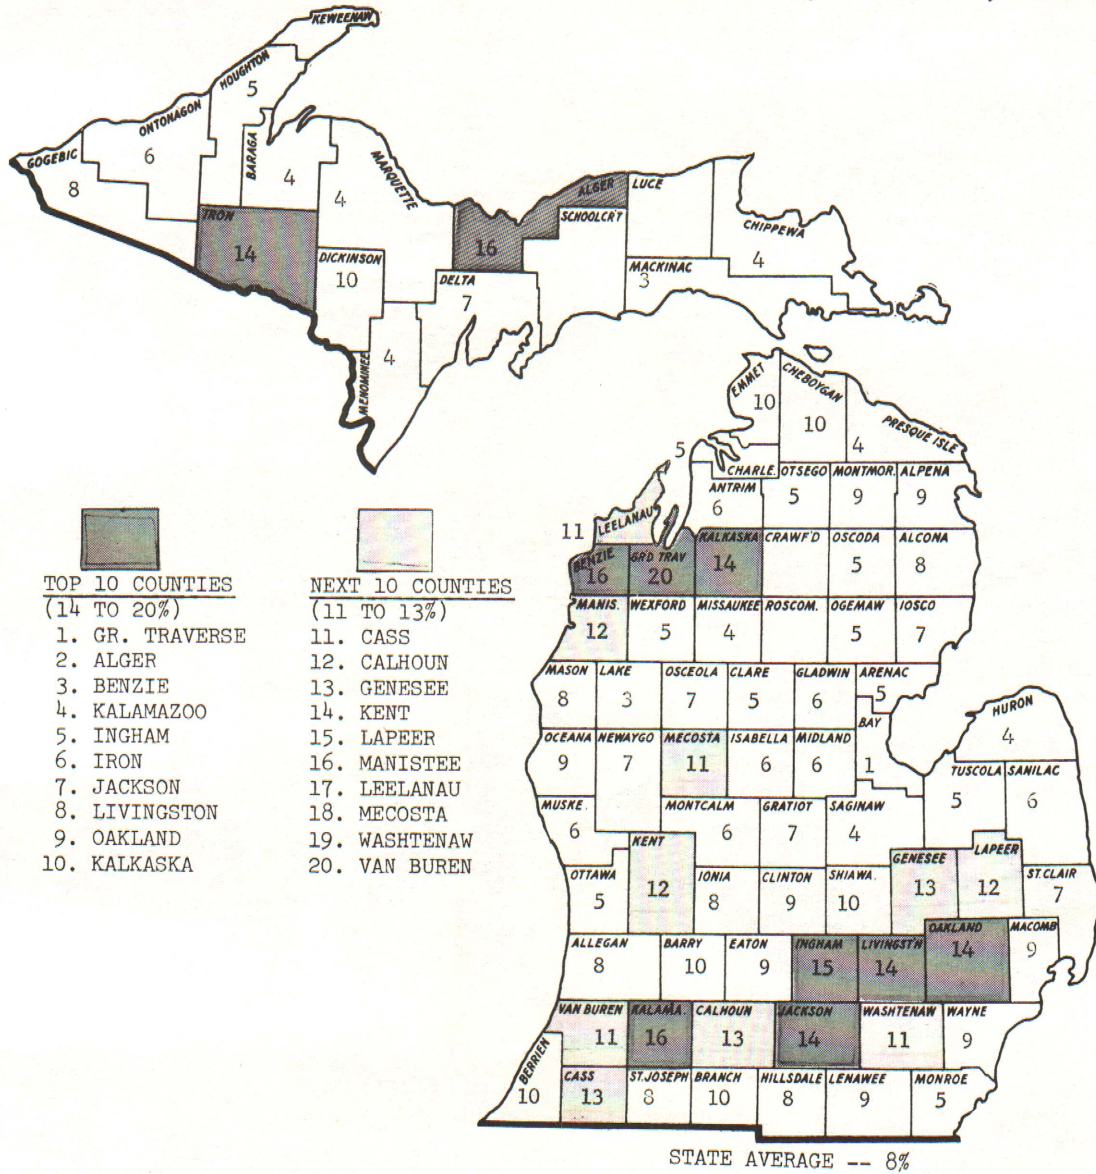 KEWEENAW
HOUGHTON
5
ONTONAGON
6
GOGEBIC
8
BARAGA
4
MARQUETTE
4
IRON
14
DICKINSON
10
ALGER
16
LUCE
SCHOOLCR'T
CHIPPEWA
4
MACKINAC
3
DELTA
7
MENOMINEE
4
EMMET
10
CHEBOYGAN
10
PRESQUE ISLE
4
5
CHARLE.
OTSEGO
5
MONTMOR.
9
ALPENA
9
ANTRIM
6
LEELANAU
11
BENZIE
16
GR'D TRAV
20
KALKASKA
14
CRAWF'D
OSCODA
5
ALCONA
8
MANIS.
12
WEXFORD
5
MISSAUKEE
4
ROSCOM.
OGEMAW
5
IOSCO
7
MASON
8
LAKE
3
OSCEOLA
7
CLARE
5
GLADWIN
6
ARENAC
5
BAY
1
HURON
4
OCEANA
9
NEWAYGO
7
MECOSTA
11
ISABELLA
6
MIDLAND
6
TUSCOLA
5
SANILAC
6
MUSKE.
6
MONTCALM
6
GRATIOT
7
SAGINAW
4
KENT
12
GENESEE
13
LAPEER
12
ST.CLAIR
7
OTTAWA
5
IONIA
8
CLINTON
9
SHIAWA.
10
OAKLAND
14
MACOMB
9
ALLEGAN
8
BARRY
10
EATON
9
INGHAM
15
LIVINGST'N
14
VAN BUREN
11
KALAMA.
16
CALHOUN
13
JACKSON
14
WASHTENAW
11
WAYNE
9
BERRIEN
10
CASS
13
ST.JOSEPH
8
BRANCH
10
HILLSDALE
8
LENAWEE
9
MONROE
5
TOP 10 COUNTIES
(14 TO 20%)
1. GR. TRAVERSE
2. ALGER
3. BENZIE
4. KALAMAZOO
5. INGHAM
6. IRON
7. JACKSON
8. LIVINGSTON
9. OAKLAND
10. KALKASKA
NEXT 10 COUNTIES
(11 TO 13%)
11. CASS
12. CALHOUN
13. GENESEE
14. KENT
15. LAPEER
16. MANISTEE
17. LEELANAU
18. MECOSTA
19. WASHTENAW
20. VAN BUREN
STATE AVERAGE -- 8%